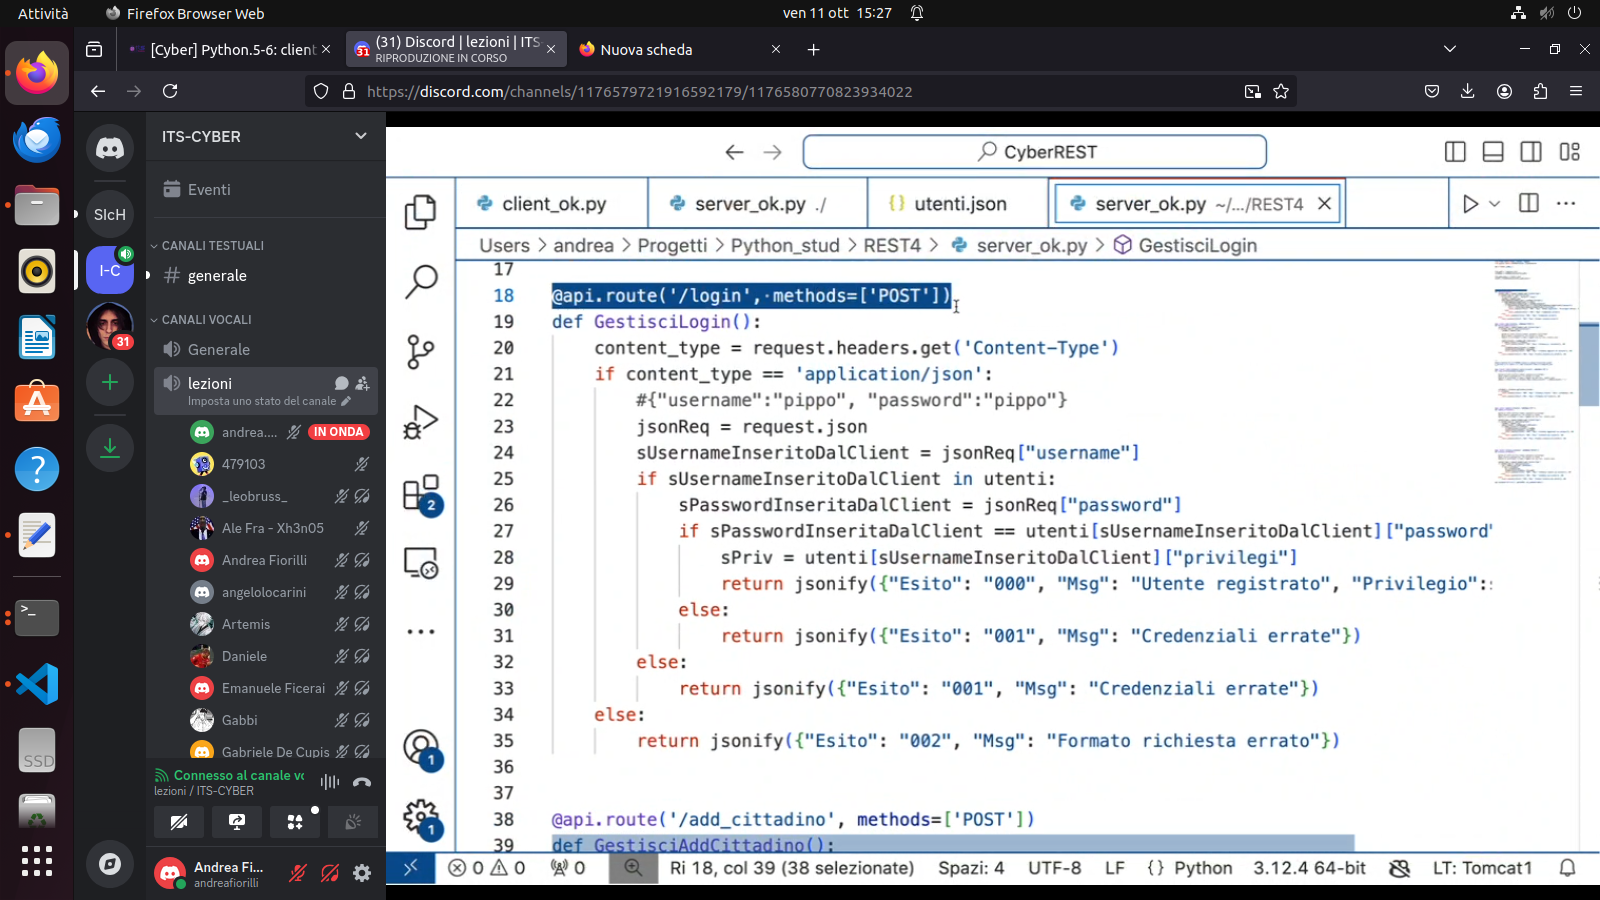 Attività
Firefox Browser Web
ven 11 ott 15:27
[Cyber] Python.5-6: client
(31) Discord | lezioni | ITS-
RIPRODUZIONE IN CORSO
Nuova scheda
https://discord.com/channels/1176579721916592179/1176580770823934022
ITS-CYBER
CyberREST
Eventi
SIcH
I-C
31
client_ok.py
server_ok.py ./
utenti.json
server_ok.py ~/.../REST4
Users > andrea > Progetti > Python_stud > REST4 > server_ok.py > GestisciLogin
CANALI TESTUALI
generale
CANALI VOCALI
Generale
lezioni
Imposta uno stato del canale
andrea....
IN ONDA
479103
_leobruss_
Ale Fra - Xh3n05
Andrea Fiorilli
angelolocarini
Artemis
Daniele
Emanuele Ficerai
Gabbi
Gabriele De Cupis
Connesso al canale vo
lezioni / ITS-CYBER
Andrea Fi...
andreafiorilli
SSD
2
1
1
17
18 @api.route('/login', methods=['POST'])
19 def GestisciLogin():
20 content_type = request.headers.get('Content-Type')
21 if content_type == 'application/json':
22 #{"username":"pippo", "password":"pippo"}
23 jsonReq = request.json
24 sUsernameInseritoDalClient = jsonReq["username"]
25 if sUsernameInseritoDalClient in utenti:
26 sPasswordInseritaDalClient = jsonReq["password"]
27 if sPasswordInseritaDalClient == utenti[sUsernameInseritoDalClient]["password"
28 sPriv = utenti[sUsernameInseritoDalClient]["privilegi"]
29 return jsonify({"Esito": "000", "Msg": "Utente registrato", "Privilegio":
30 else:
31 return jsonify({"Esito": "001", "Msg": "Credenziali errate"})
32 else:
33 return jsonify({"Esito": "001", "Msg": "Credenziali errate"})
34 else:
35 return jsonify({"Esito": "002", "Msg": "Formato richiesta errato"})
36
37
38 @api.route('/add_cittadino', methods=['POST'])
39 def GestisciAddCittadino():
0 0 0
Ri 18, col 39 (38 selezionate)
Spazi: 4
UTF-8
LF
{} Python
3.12.4 64-bit
LT: Tomcat1